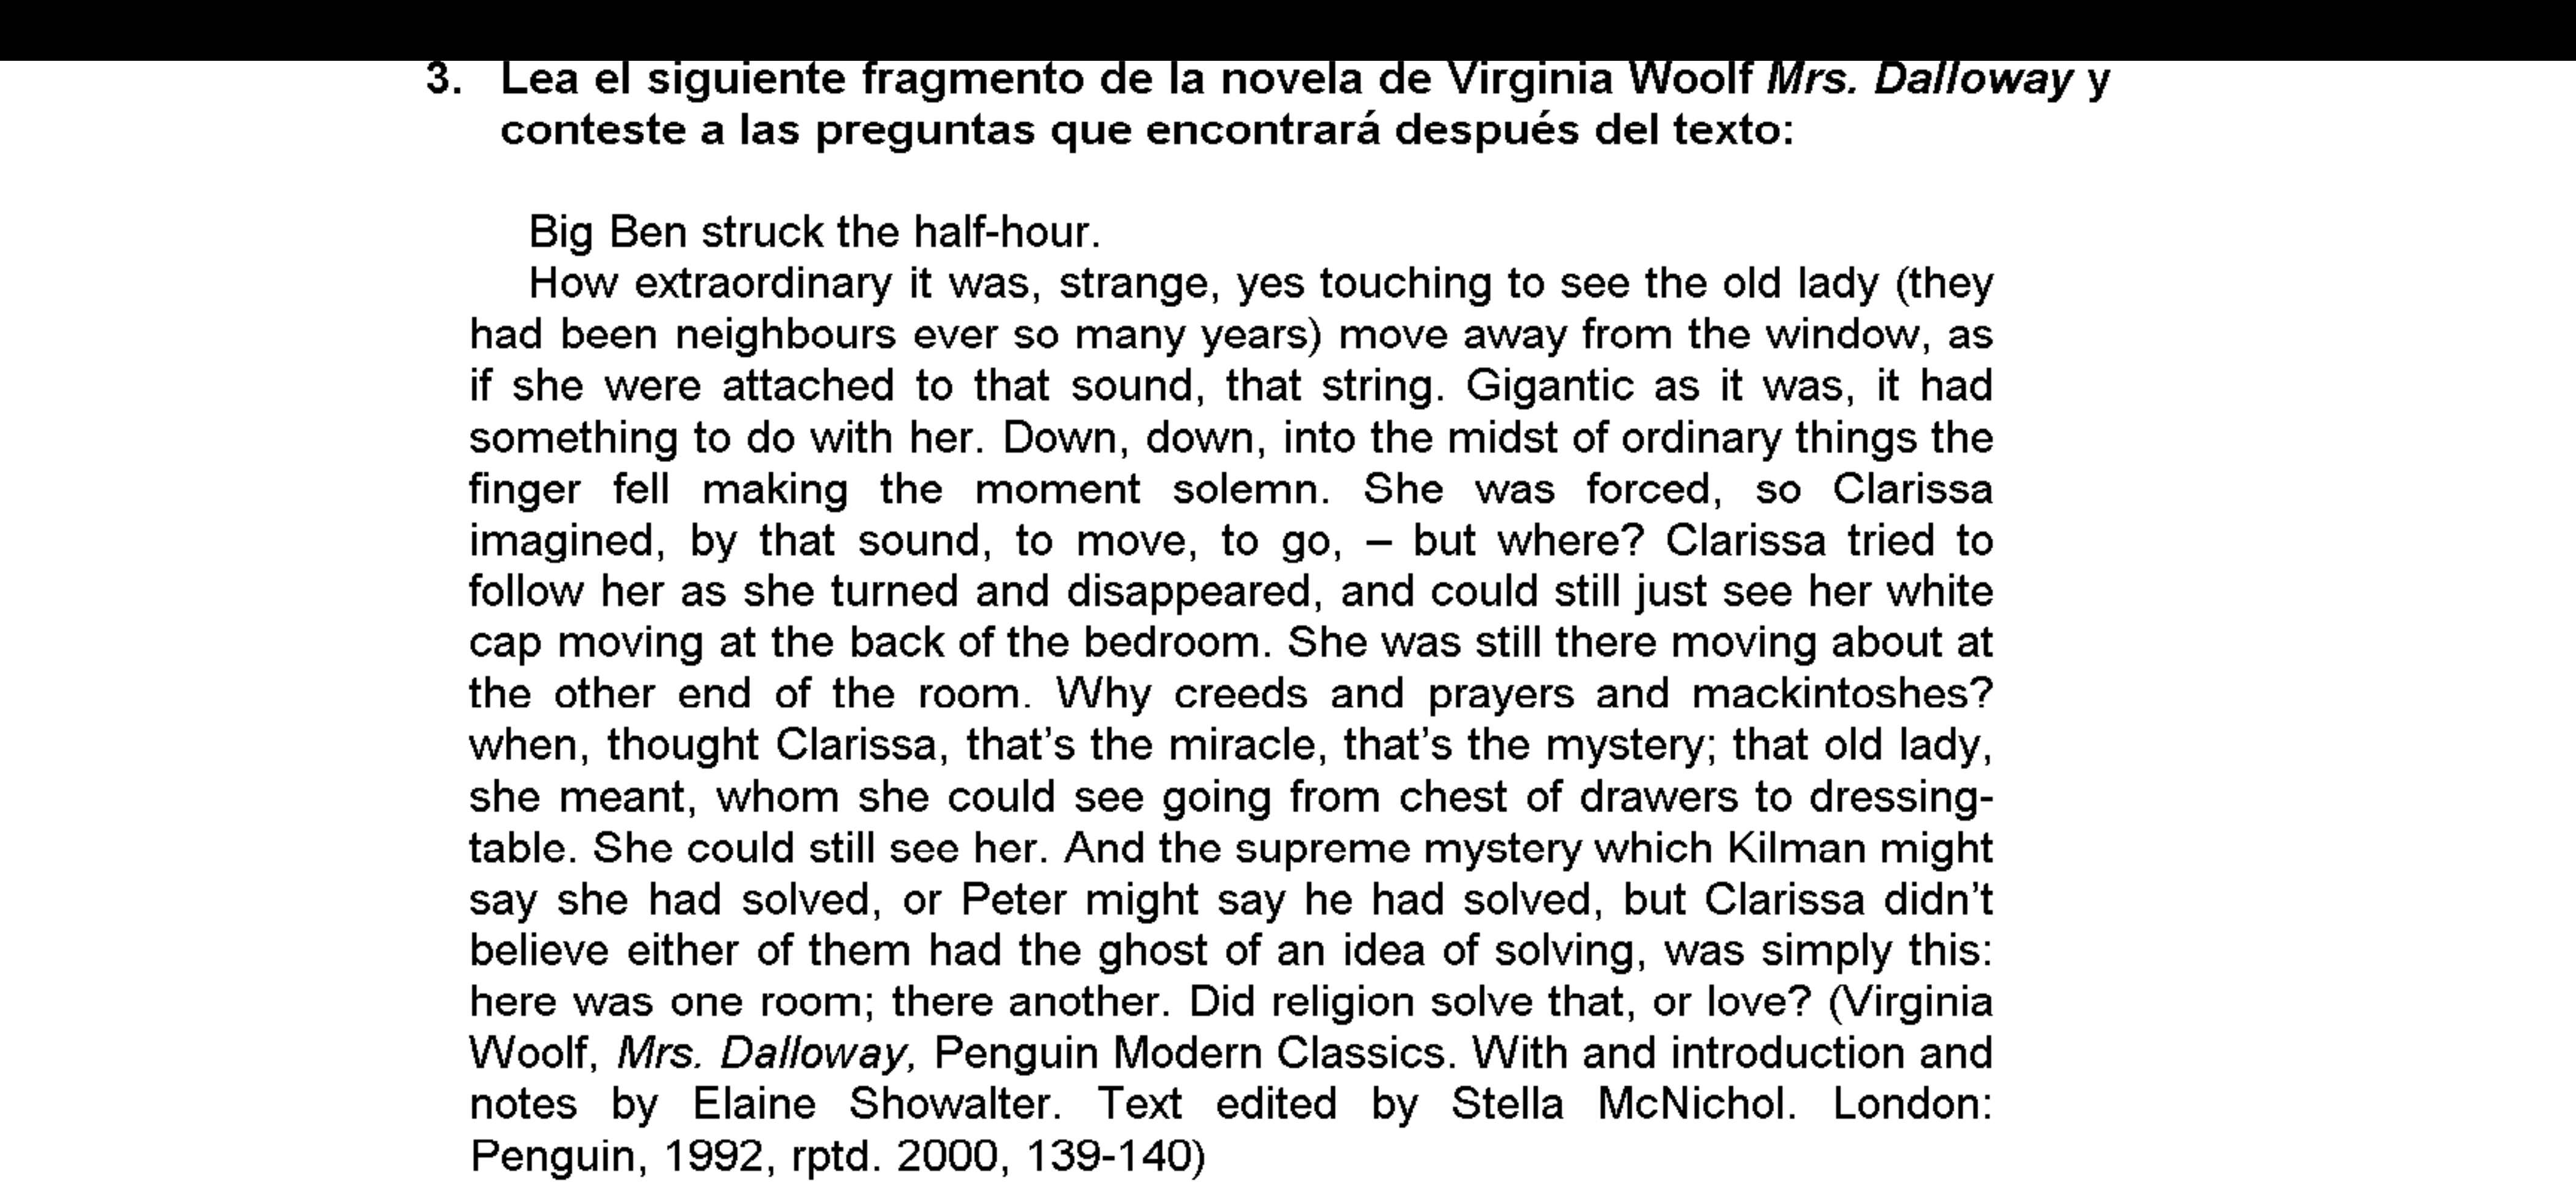 3. Lea el siguiente fragmento de la novela de Virginia Woolf Mrs. Dalloway y
conteste a las preguntas que encontrará después del texto:
Big Ben struck the half-hour.
How extraordinary it was, strange, yes touching to see the old lady (they
had been neighbours ever so many years) move away from the window, as
if she were attached to that sound, that string. Gigantic as it was, it had
something to do with her. Down, down, into the midst of ordinary things the
finger fell making the moment solemn. She was forced, so Clarissa
imagined, by that sound, to move, to go, – but where? Clarissa tried to
follow her as she turned and disappeared, and could still just see her white
cap moving at the back of the bedroom. She was still there moving about at
the other end of the room. Why creeds and prayers and mackintoshes?
when, thought Clarissa, that’s the miracle, that’s the mystery; that old lady,
she meant, whom she could see going from chest of drawers to dressing-
table. She could still see her. And the supreme mystery which Kilman might
say she had solved, or Peter might say he had solved, but Clarissa didn’t
believe either of them had the ghost of an idea of solving, was simply this:
here was one room; there another. Did religion solve that, or love? (Virginia
Woolf, Mrs. Dalloway, Penguin Modern Classics. With and introduction and
notes by Elaine Showalter. Text edited by Stella McNichol. London:
Penguin, 1992, rptd. 2000, 139-140)